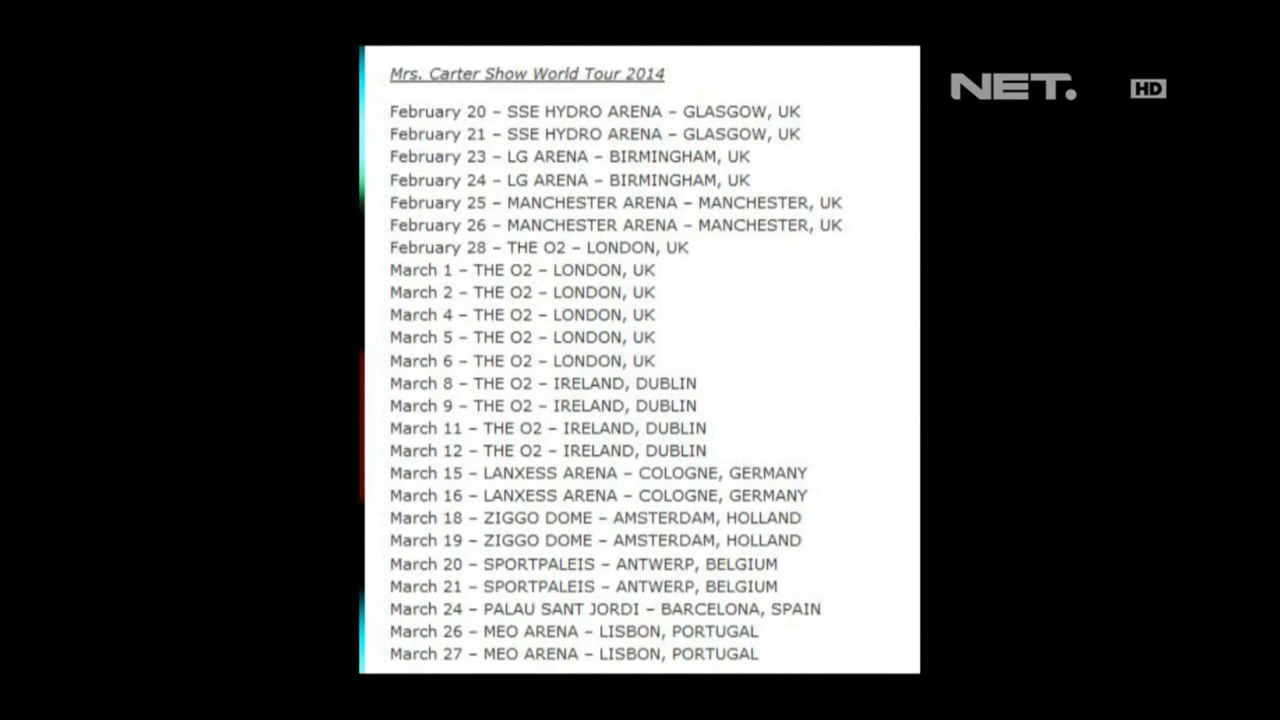 Mrs. Carter Show World Tour 2014
NET.
HD
February 20 – SSE HYDRO ARENA – GLASGOW, UK
February 21 – SSE HYDRO ARENA – GLASGOW, UK
February 23 – LG ARENA – BIRMINGHAM, UK
February 24 – LG ARENA – BIRMINGHAM, UK
February 25 – MANCHESTER ARENA – MANCHESTER, UK
February 26 – MANCHESTER ARENA – MANCHESTER, UK
February 28 – THE O2 – LONDON, UK
March 1 – THE O2 – LONDON, UK
March 2 – THE O2 – LONDON, UK
March 4 – THE O2 – LONDON, UK
March 5 – THE O2 – LONDON, UK
March 6 – THE O2 – LONDON, UK
March 8 – THE O2 – IRELAND, DUBLIN
March 9 – THE O2 – IRELAND, DUBLIN
March 11 – THE O2 – IRELAND, DUBLIN
March 12 – THE O2 – IRELAND, DUBLIN
March 15 – LANXESS ARENA – COLOGNE, GERMANY
March 16 – LANXESS ARENA – COLOGNE, GERMANY
March 18 – ZIGGO DOME – AMSTERDAM, HOLLAND
March 19 – ZIGGO DOME – AMSTERDAM, HOLLAND
March 20 – SPORTPALEIS – ANTWERP, BELGIUM
March 21 – SPORTPALEIS – ANTWERP, BELGIUM
March 24 – PALAU SANT JORDI – BARCELONA, SPAIN
March 26 – MEO ARENA – LISBON, PORTUGAL
March 27 – MEO ARENA – LISBON, PORTUGAL